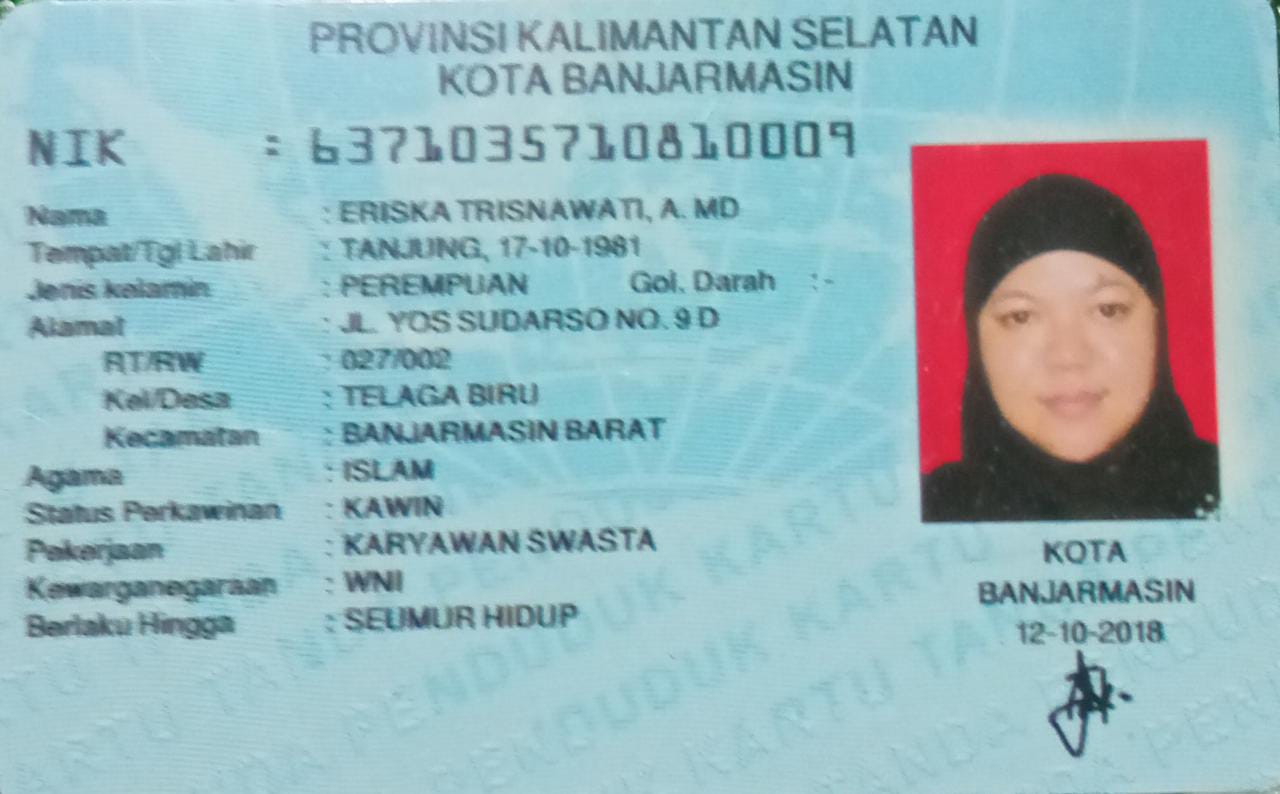 PROVINSI KALIMANTAN SELATAN
KOTA BANJARMASIN
NIK : 6371035710810009
Nama : ERISKA TRISNAWATI, A. MD
Tempat/Tgl Lahir : TANJUNG, 17-10-1981
Jenis kelamin : PEREMPUAN Gol. Darah : -
Alamat : JL. YOS SUDARSO NO. 9 D
RT/RW : 027/002
Kel/Desa : TELAGA BIRU
Kecamatan : BANJARMASIN BARAT
Agama : ISLAM
Status Perkawinan : KAWIN
Pekerjaan : KARYAWAN SWASTA
Kewarganegaraan : WNI
Berlaku Hingga : SEUMUR HIDUP
KOTA
BANJARMASIN
12-10-2018